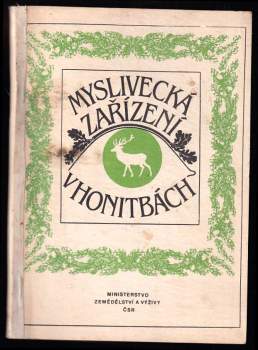 MYSLIVECKÁ
ZAŘÍZENÍ
V HONITBÁCH
MINISTERSTVO
ZEMĚDĚLSTVÍ A VÝŽIVY
ČSR